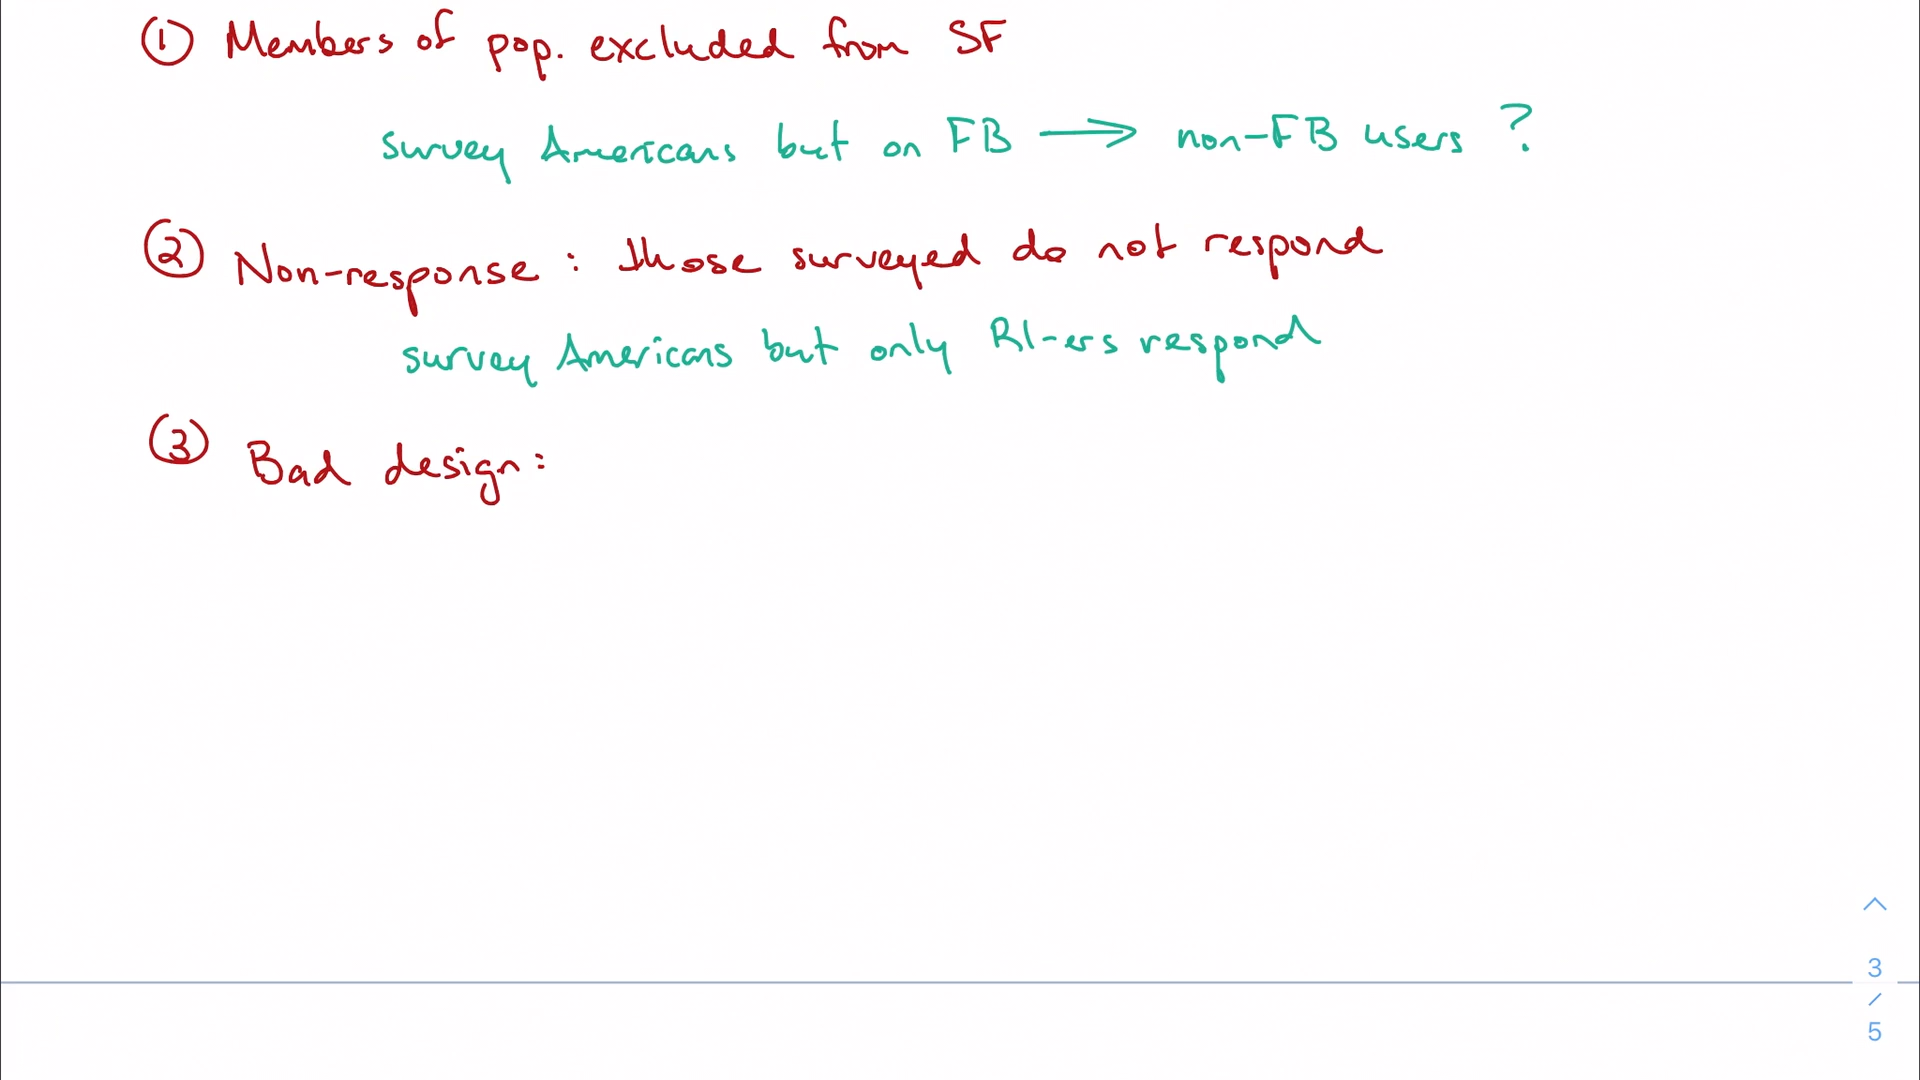 ① Members of pop. excluded from SF
survey Americans but on FB → non-FB users ?
② Non-response : those surveyed do not respond
survey Americans but only RI-ers respond
③ Bad design:
3
/
5